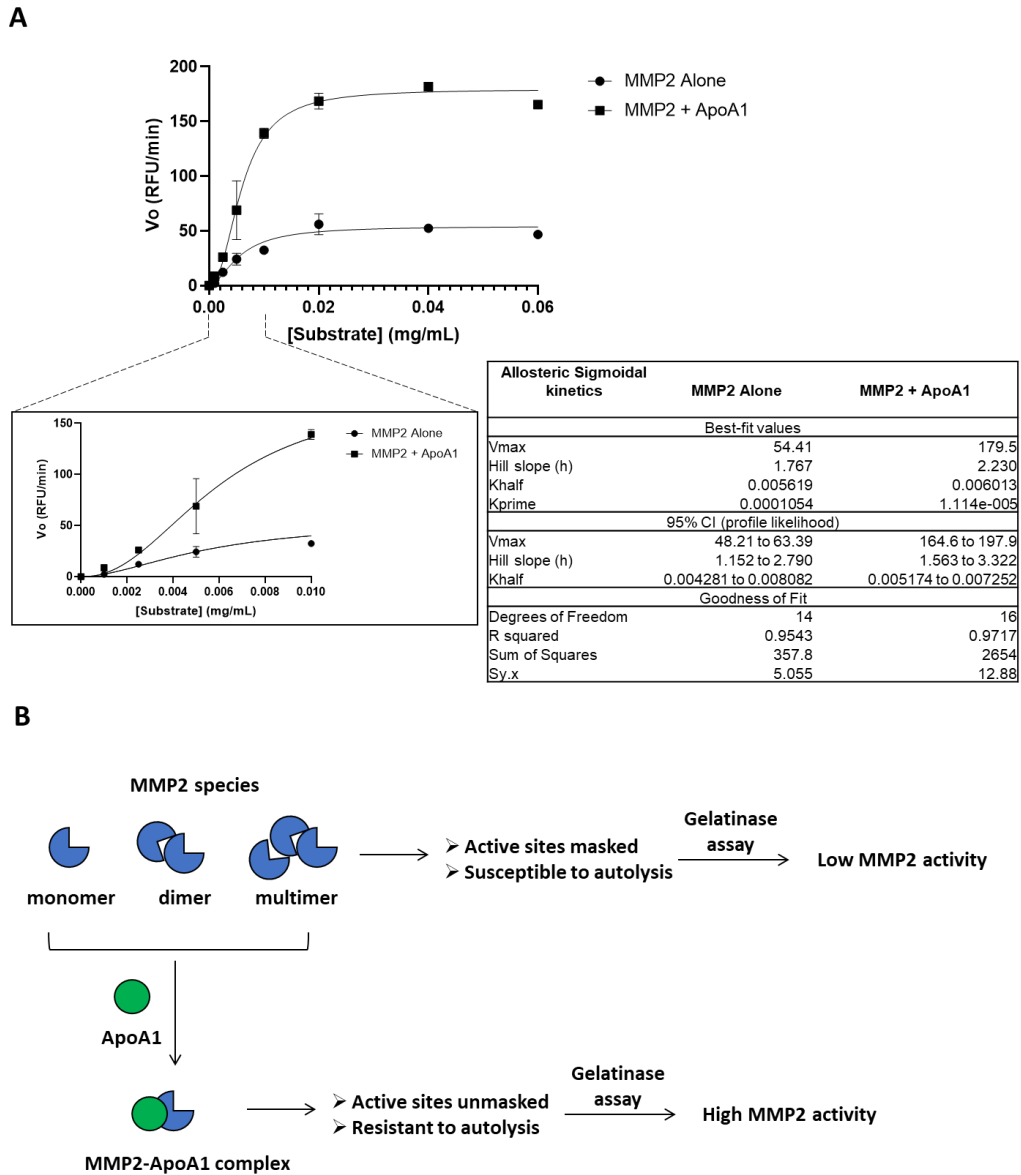 A
200
150
100
50
0
Vo (RFU/min)
0.00
0.02
0.04
0.06
[Substrate] (mg/mL)
MMP2 Alone
MMP2 + ApoA1
150
100
50
0
Vo (RFU/min)
0.000
0.002
0.004
0.006
0.008
0.010
[Substrate] (mg/mL)
MMP2 Alone
MMP2 + ApoA1
Allosteric Sigmoidal
kinetics MMP2 Alone MMP2 + ApoA1
Best-fit values
Vmax 54.41 179.5
Hill slope (h) 1.767 2.230
Khalf 0.005619 0.006013
Kprime 0.0001054 1.114e-005
95% CI (profile likelihood)
Vmax 48.21 to 63.39 164.6 to 197.9
Hill slope (h) 1.152 to 2.790 1.563 to 3.322
Khalf 0.004281 to 0.008082 0.005174 to 0.007252
Goodness of Fit
Degrees of Freedom 14 16
R squared 0.9543 0.9717
Sum of Squares 357.8 2654
Sy.x 5.055 12.88
B
MMP2 species
monomer dimer multimer
➢ Active sites masked
➢ Susceptible to autolysis
Gelatinase
assay
Low MMP2 activity
ApoA1
MMP2-ApoA1 complex
➢ Active sites unmasked
➢ Resistant to autolysis
Gelatinase
assay
High MMP2 activity